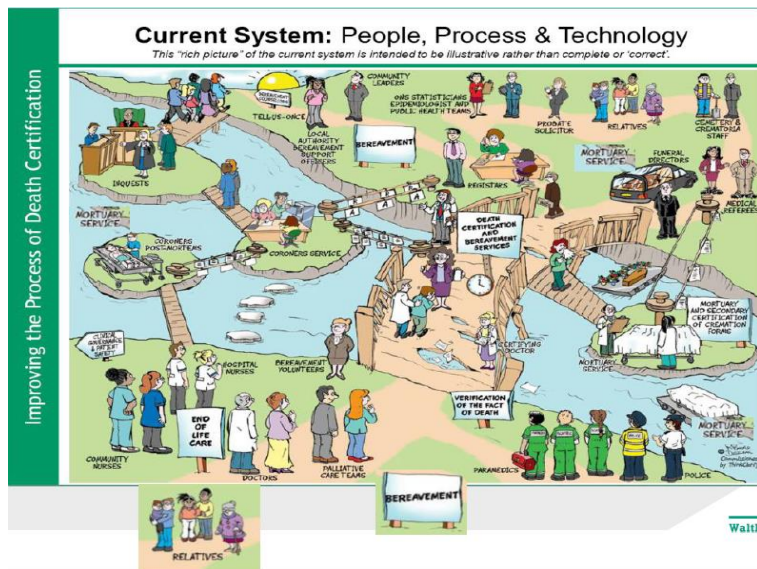 Improving the Process of Death Certification
Current System: People, Process & Technology
This "rich picture" of the current system is intended to be illustrative rather than complete or 'correct'.
COMMUNITY
LEADERS
TELL-US-ONCE
LOCAL
AUTHORITY
BEREAVEMENT
SUPPORT
OFFICERS
ONS STATISTICIANS
EPIDEMIOLOGIST AND
PUBLIC HEALTH TEAMS
PROBATE
SOLICITOR
RELATIVES
CEMETERY &
CREMATORIA
STAFF
BEREAVEMENT
REGISTRARS
MORTUARY
SERVICE
FUNERAL
DIRECTORS
MEDICAL
REFEREES
INQUESTS
MORTUARY
SERVICE
CORONERS
POST-MORTEMS
CORONERS SERVICE
DEATH
CERTIFICATION
AND
BEREAVEMENT
SERVICES
MORTUARY
AND SECONDARY
CERTIFICATION
OF CREMATION
FORMS
MORTUARY
SERVICE
CLINICAL
GOVERNANCE
& PATIENT
SAFETY
HOSPITAL
NURSES
BEREAVEMENT
VOLUNTEERS
CERTIFYING
DOCTOR
VERIFICATION
OF THE FACT
OF DEATH
MORTUARY
SERVICE
COMMUNITY
NURSES
END
OF
LIFE
CARE
DOCTORS
PALLIATIVE
CARE TEAMS
PARAMEDICS
POLICE
RELATIVES
BEREAVEMENT